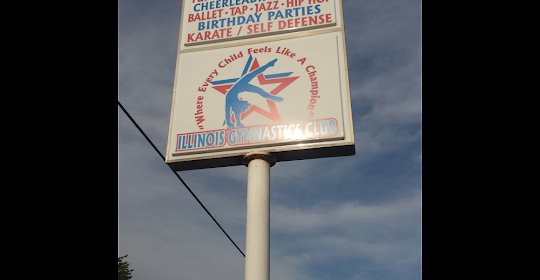 BALLET - TAP - JAZZ - HIP HOP
BIRTHDAY PARTIES
KARATE / SELF DEFENSE
"Where Every Child Feels Like A Champion"
ILLINOIS GYMNASTICS CLUB